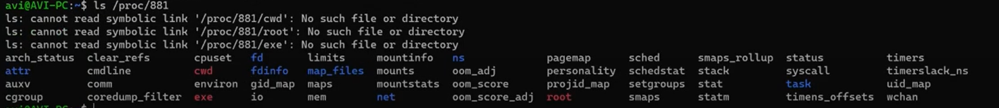 avi@AVI-PC:~$ ls /proc/881
ls: cannot read symbolic link '/proc/881/cwd': No such file or directory
ls: cannot read symbolic link '/proc/881/root': No such file or directory
ls: cannot read symbolic link '/proc/881/exe': No such file or directory
arch_status clear_refs cpuset fd limits mountinfo ns pagemap sched smaps_rollup status timers
attr cmdline cwd fdinfo map_files mounts oom_adj personality schedstat stack syscall timerslack_ns
auxv comm environ gid_map maps mountstats oom_score projid_map setgroups stat task uid_map
cgroup coredump_filter exe io mem net oom_score_adj root smaps statm timens_offsets wchan
avi@AVI-PC:~$